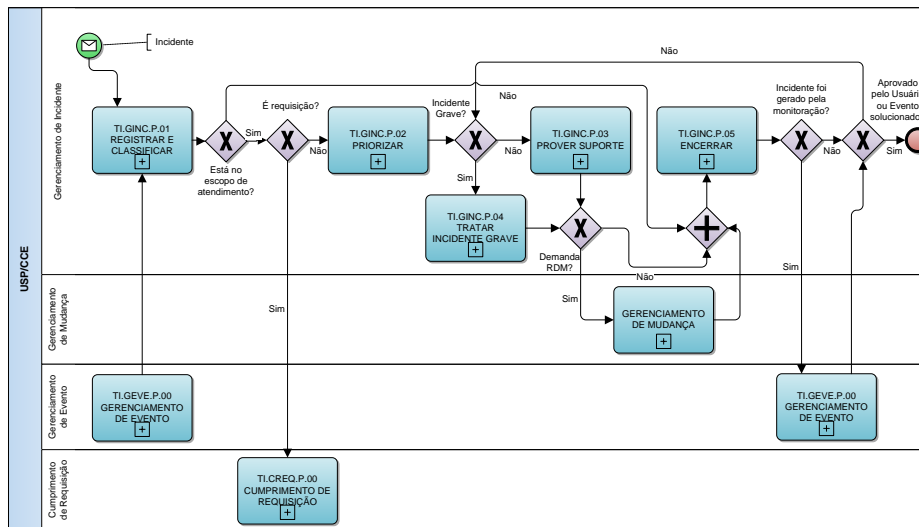 USP/CCE
Gerenciamento de Incidente
Incidente
TI.GINC.P.01
REGISTRAR E
CLASSIFICAR
Está no
escopo de
atendimento?
Sim
É requisição?
Não
Sim
TI.GINC.P.02
PRIORIZAR
Incidente
Grave?
Não
Não
Sim
TI.GINC.P.03
PROVER SUPORTE
TI.GINC.P.04
TRATAR
INCIDENTE GRAVE
Demanda
RDM?
Não
Sim
TI.GINC.P.05
ENCERRAR
Incidente foi
gerado pela
monitoração?
Não
Sim
Não
Aprovado
pelo Usuário
ou Evento
solucionado
Sim
Gerenciamento
de Mudança
GERENCIAMENTO
DE MUDANÇA
Gerenciamento
de Evento
TI.GEVE.P.00
GERENCIAMENTO
DE EVENTO
TI.GEVE.P.00
GERENCIAMENTO
DE EVENTO
Cumprimento
de Requisição
TI.CREQ.P.00
CUMPRIMENTO DE
REQUISIÇÃO